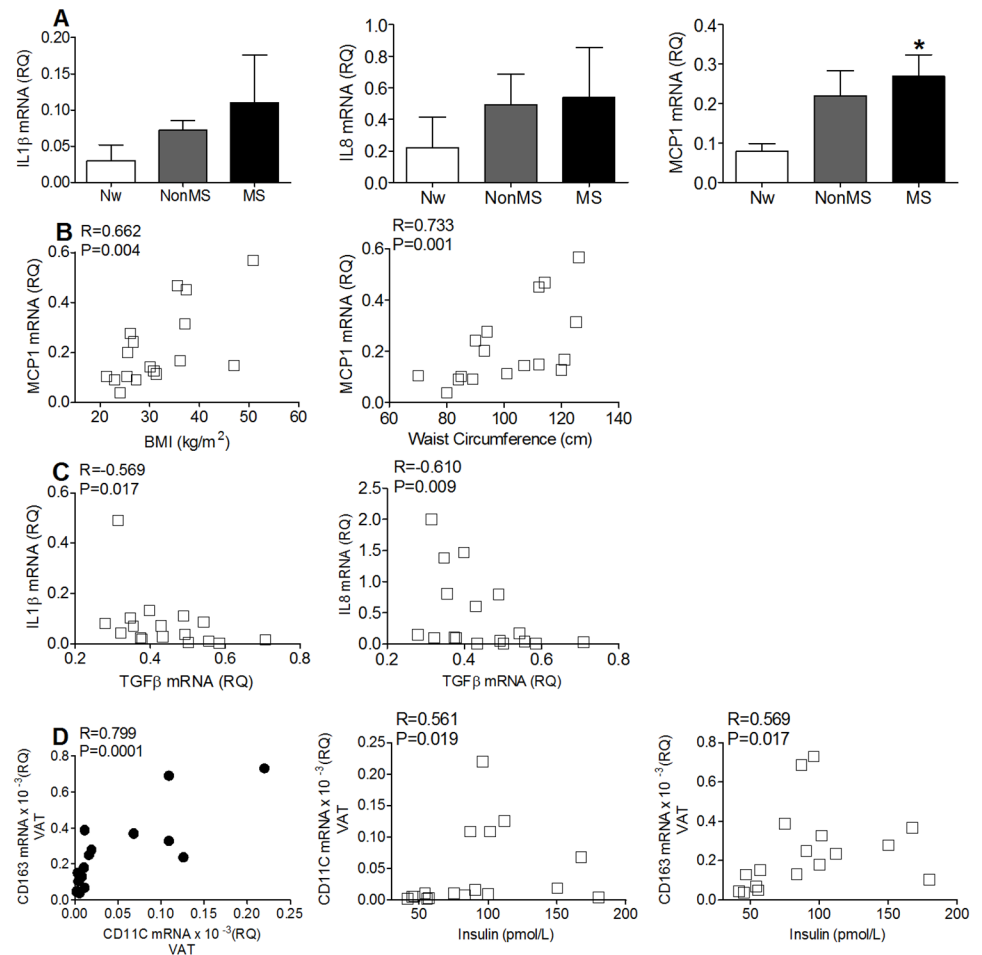 A
IL1β mRNA (RQ)
0.20
0.15
0.10
0.05
0.00
Nw NonMS MS
IL8 mRNA (RQ)
1.0
0.8
0.6
0.4
0.2
0.0
Nw NonMS MS
MCP1 mRNA (RQ)
0.4
0.3
0.2
0.1
0.0
*
Nw NonMS MS
B
R=0.662
P=0.004
MCP1 mRNA (RQ)
0.6
0.4
0.2
0.0
20 30 40 50 60
BMI (kg/m2)
R=0.733
P=0.001
MCP1 mRNA (RQ)
0.6
0.4
0.2
0.0
60 80 100 120 140
Waist Circumference (cm)
C
R=-0.569
P=0.017
IL1β mRNA (RQ)
0.6
0.4
0.2
0.0
0.2 0.4 0.6 0.8
TGFβ mRNA (RQ)
R=-0.610
P=0.009
IL8 mRNA (RQ)
2.5
2.0
1.5
1.0
0.5
0.0
0.2 0.4 0.6 0.8
TGFβ mRNA (RQ)
D
R=0.799
P=0.0001
CD163 mRNA x 10 -3(RQ)
VAT
0.8
0.6
0.4
0.2
0.0
0.00 0.05 0.10 0.15 0.20 0.25
CD11C mRNA x 10 -3(RQ)
VAT
R=0.561
P=0.019
CD11C mRNA x 10 -3(RQ)
VAT
0.25
0.20
0.15
0.10
0.05
0.00
50 100 150 200
Insulin (pmol/L)
R=0.569
P=0.017
CD163 mRNA x 10 -3(RQ)
VAT
0.8
0.6
0.4
0.2
0.0
50 100 150 200
Insulin (pmol/L)